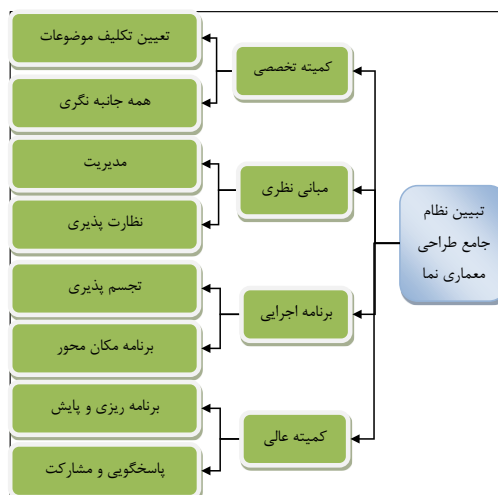 تبیین نظام
جامع طراحی
معماری نما
کمیته تخصصی
تعیین تکلیف موضوعات
همه جانبه نگری
مبانی نظری
مدیریت
نظارت پذیری
برنامه اجرایی
تجسم پذیری
برنامه مکان محور
کمیته عالی
برنامه ریزی و پایش
پاسخگویی و مشارکت